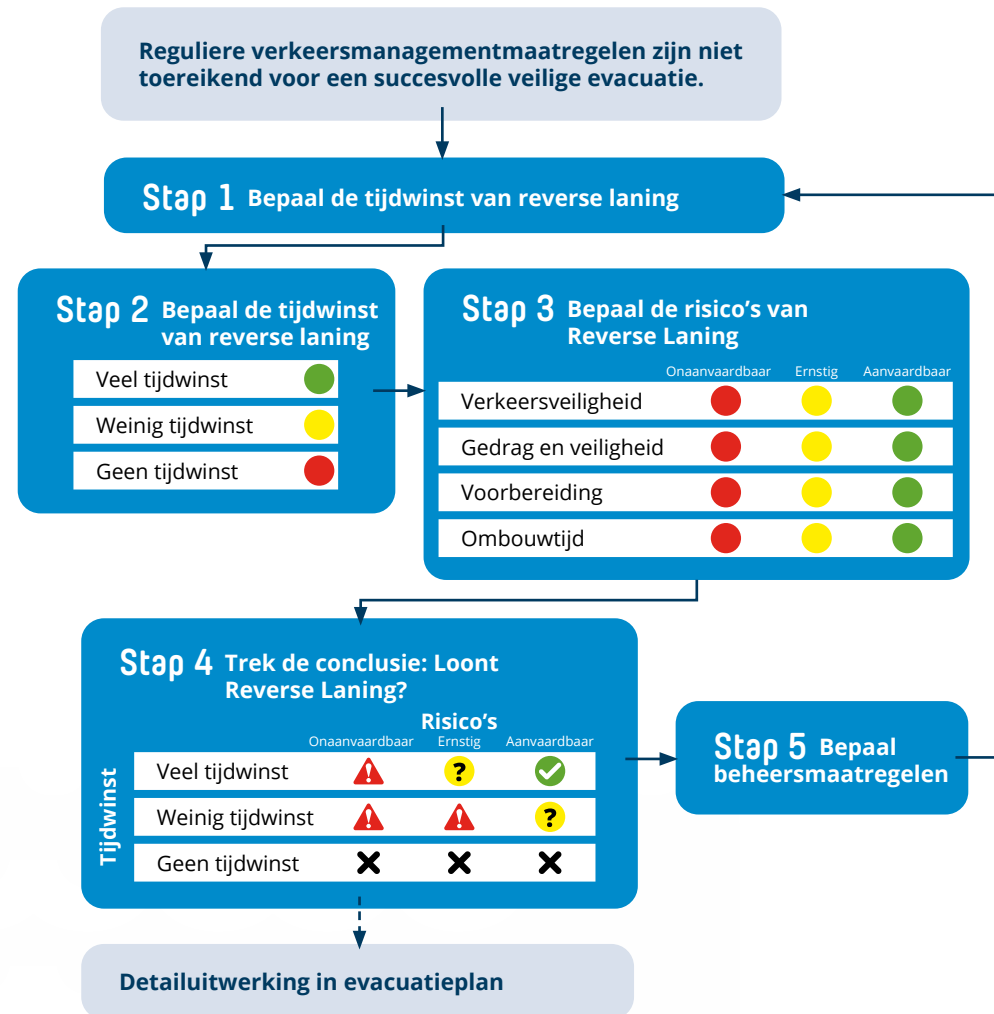 Reguliere verkeersmanagementmaatregelen zijn niet
toereikend voor een succesvolle veilige evacuatie.
Stap 1 Bepaal de tijdwinst van reverse laning
Stap 2 Bepaal de tijdwinst
van reverse laning
Veel tijdwinst
Weinig tijdwinst
Geen tijdwinst
Stap 3 Bepaal de risico's van
Reverse Laning
Onaanvaardbaar Ernstig Aanvaardbaar
Verkeersveiligheid
Gedrag en veiligheid
Voorbereiding
Ombouwtijd
Stap 4 Trek de conclusie: Loont
Reverse Laning?
Risico's
Onaanvaardbaar Ernstig Aanvaardbaar
Tijdwinst
Veel tijdwinst ! ?
Weinig tijdwinst ! ! ?
Geen tijdwinst
Stap 5 Bepaal
beheersmaatregelen
Detailuitwerking in evacuatieplan